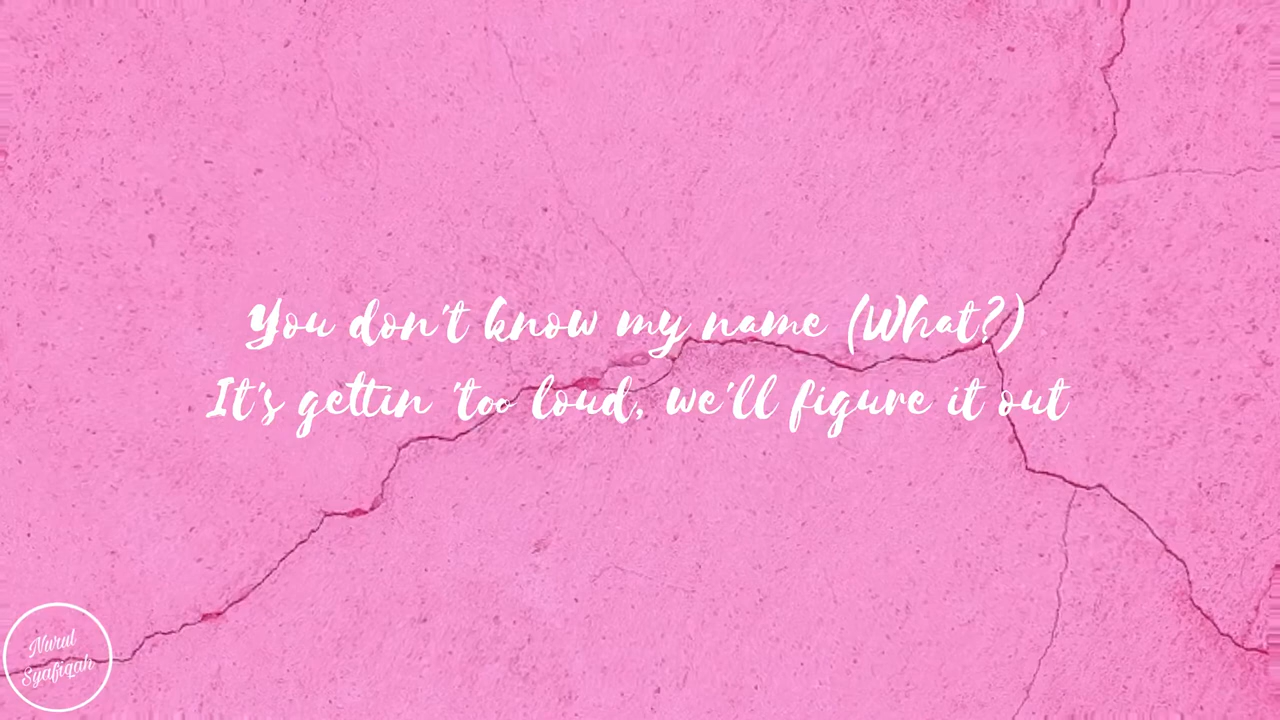 You don't know my name (What?)
It's gettin 'too loud, we'll figure it out
Nurul
Syafiqah